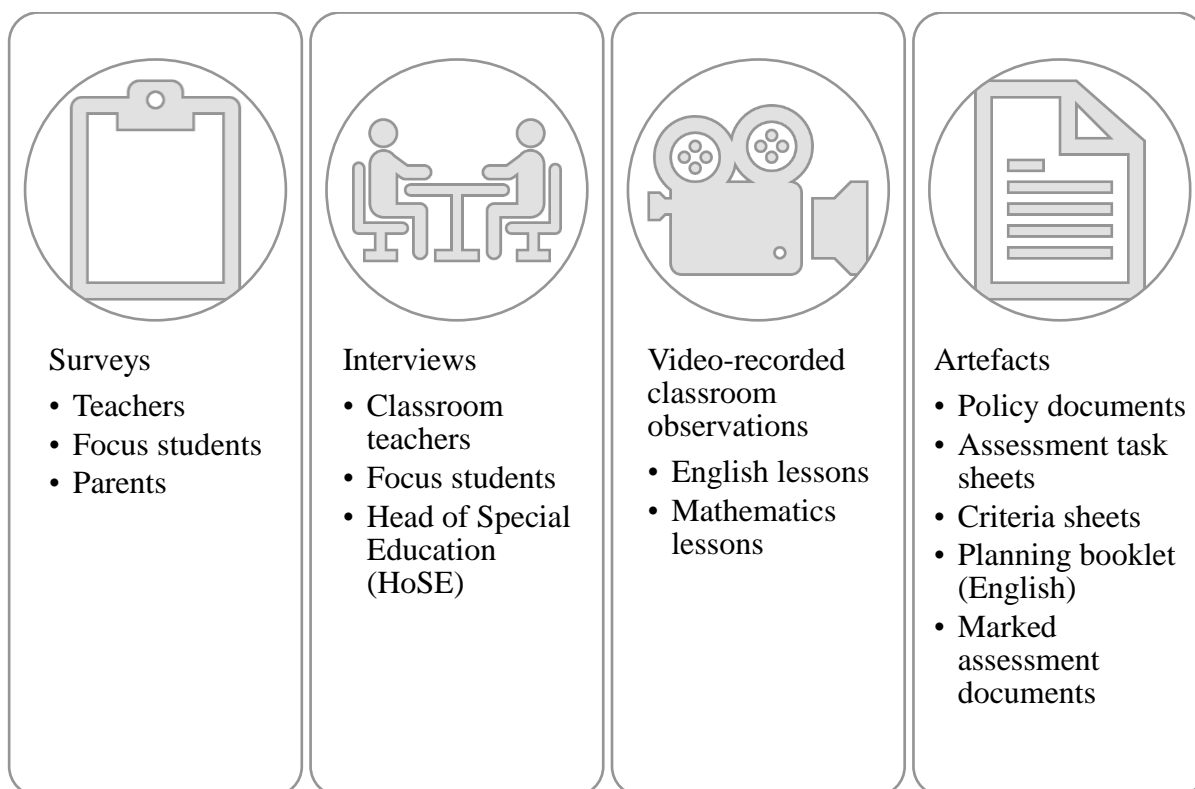 Surveys
• Teachers
• Focus students
• Parents
Interviews
• Classroom
teachers
• Focus students
• Head of Special
Education
(HoSE)
Video-recorded
classroom
observations
• English lessons
• Mathematics
lessons
Artefacts
• Policy documents
• Assessment task
sheets
• Criteria sheets
• Planning booklet
(English)
• Marked
assessment
documents